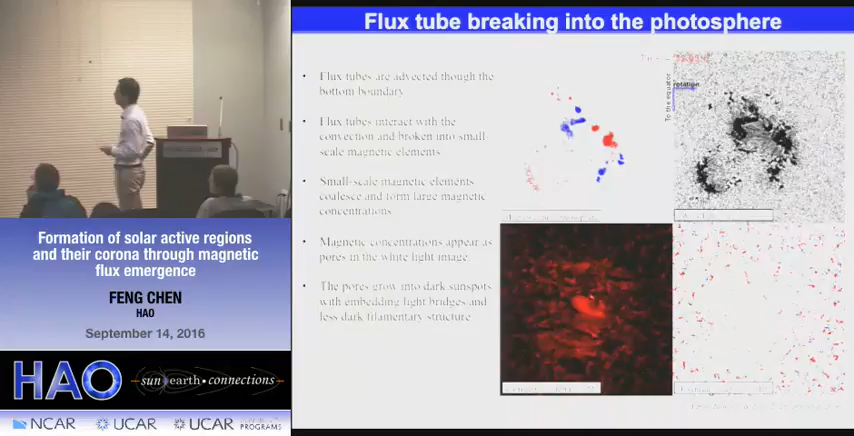 Flux tube breaking into the photosphere
• Flux tubes are advected though the
bottom boundary
• Flux tubes interact with the
convection and broken into small
scale magnetic elements
• Small-scale magnetic elements
coalesce and form large magnetic
concentrations
• Magnetic concentrations appear as
pores in the white light image.
• The pores grow into dark sunspots
with embedding light bridges and
less dark filamentary structure
To the equator
rotation
Formation of solar active regions
and their corona through magnetic
flux emergence
FENG CHEN
HAO
September 14, 2016
HAO
sun•earth•connections
NCAR
UCAR
UCAR PROGRAMS